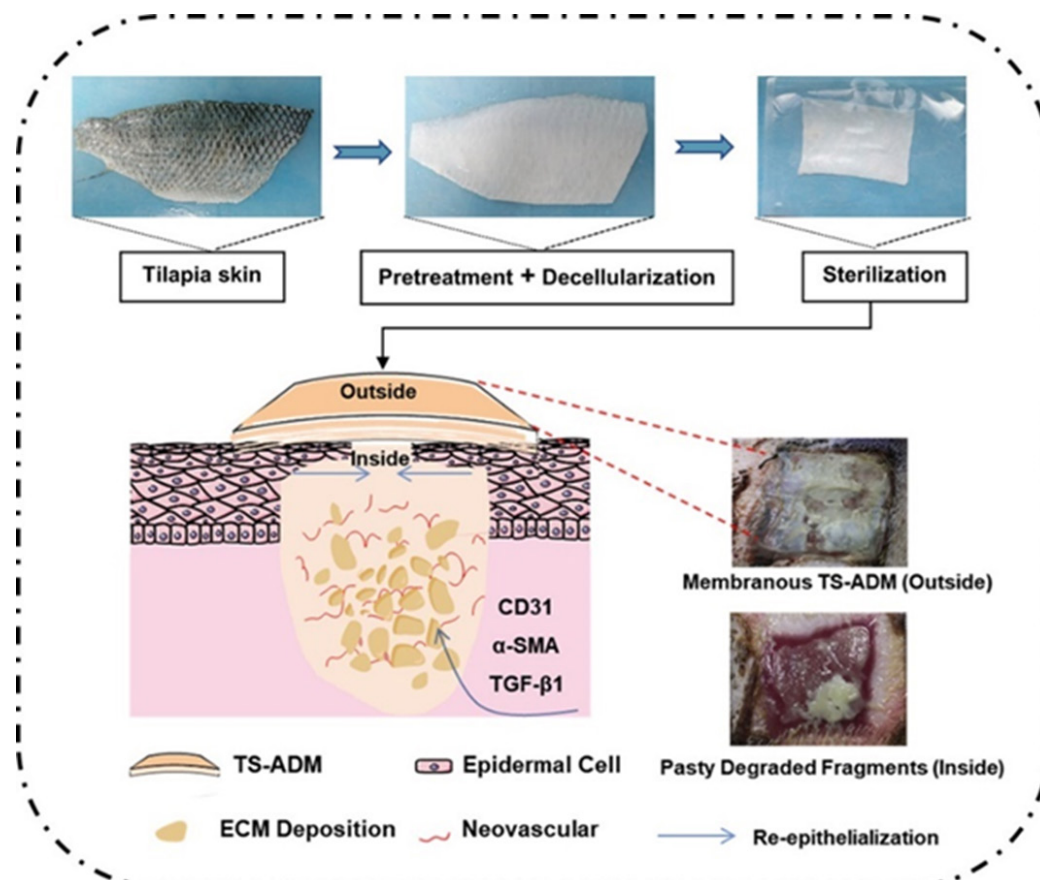 Tilapia skin
Pretreatment + Decellularization
Sterilization
Outside
Inside
CD31
α-SMA
TGF-β1
Membranous TS-ADM (Outside)
Pasty Degraded Fragments (Inside)
TS-ADM
Epidermal Cell
ECM Deposition
Neovascular
Re-epithelialization